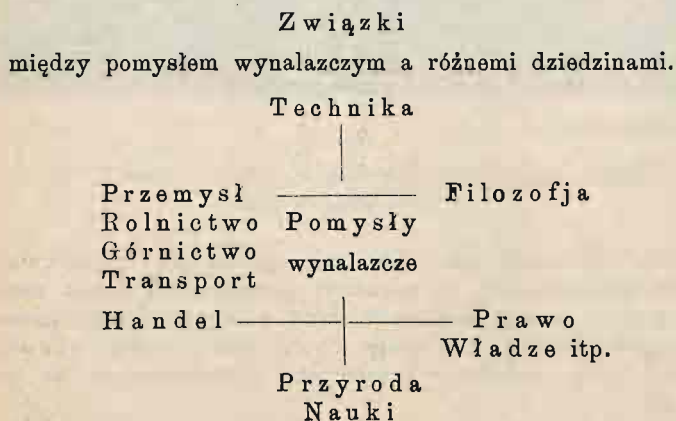 Związki
między pomysłem wynalazczym a różnemi dziedzinami.
Technika
Przemysł Filozofja
Rolnictwo Pomysły
Górnictwo
wynalazcze
Transport
Handel Prawo
Władze itp.
Przyroda
Nauki